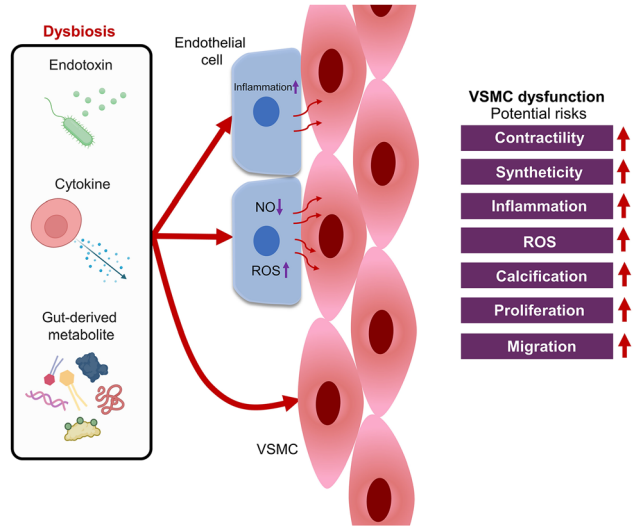 Dysbiosis
Endotoxin
Cytokine
Gut-derived
metabolite
Endothelial
cell
Inflammation
NO
ROS
VSMC
VSMC dysfunction
Potential risks
Contractility
Syntheticity
Inflammation
ROS
Calcification
Proliferation
Migration